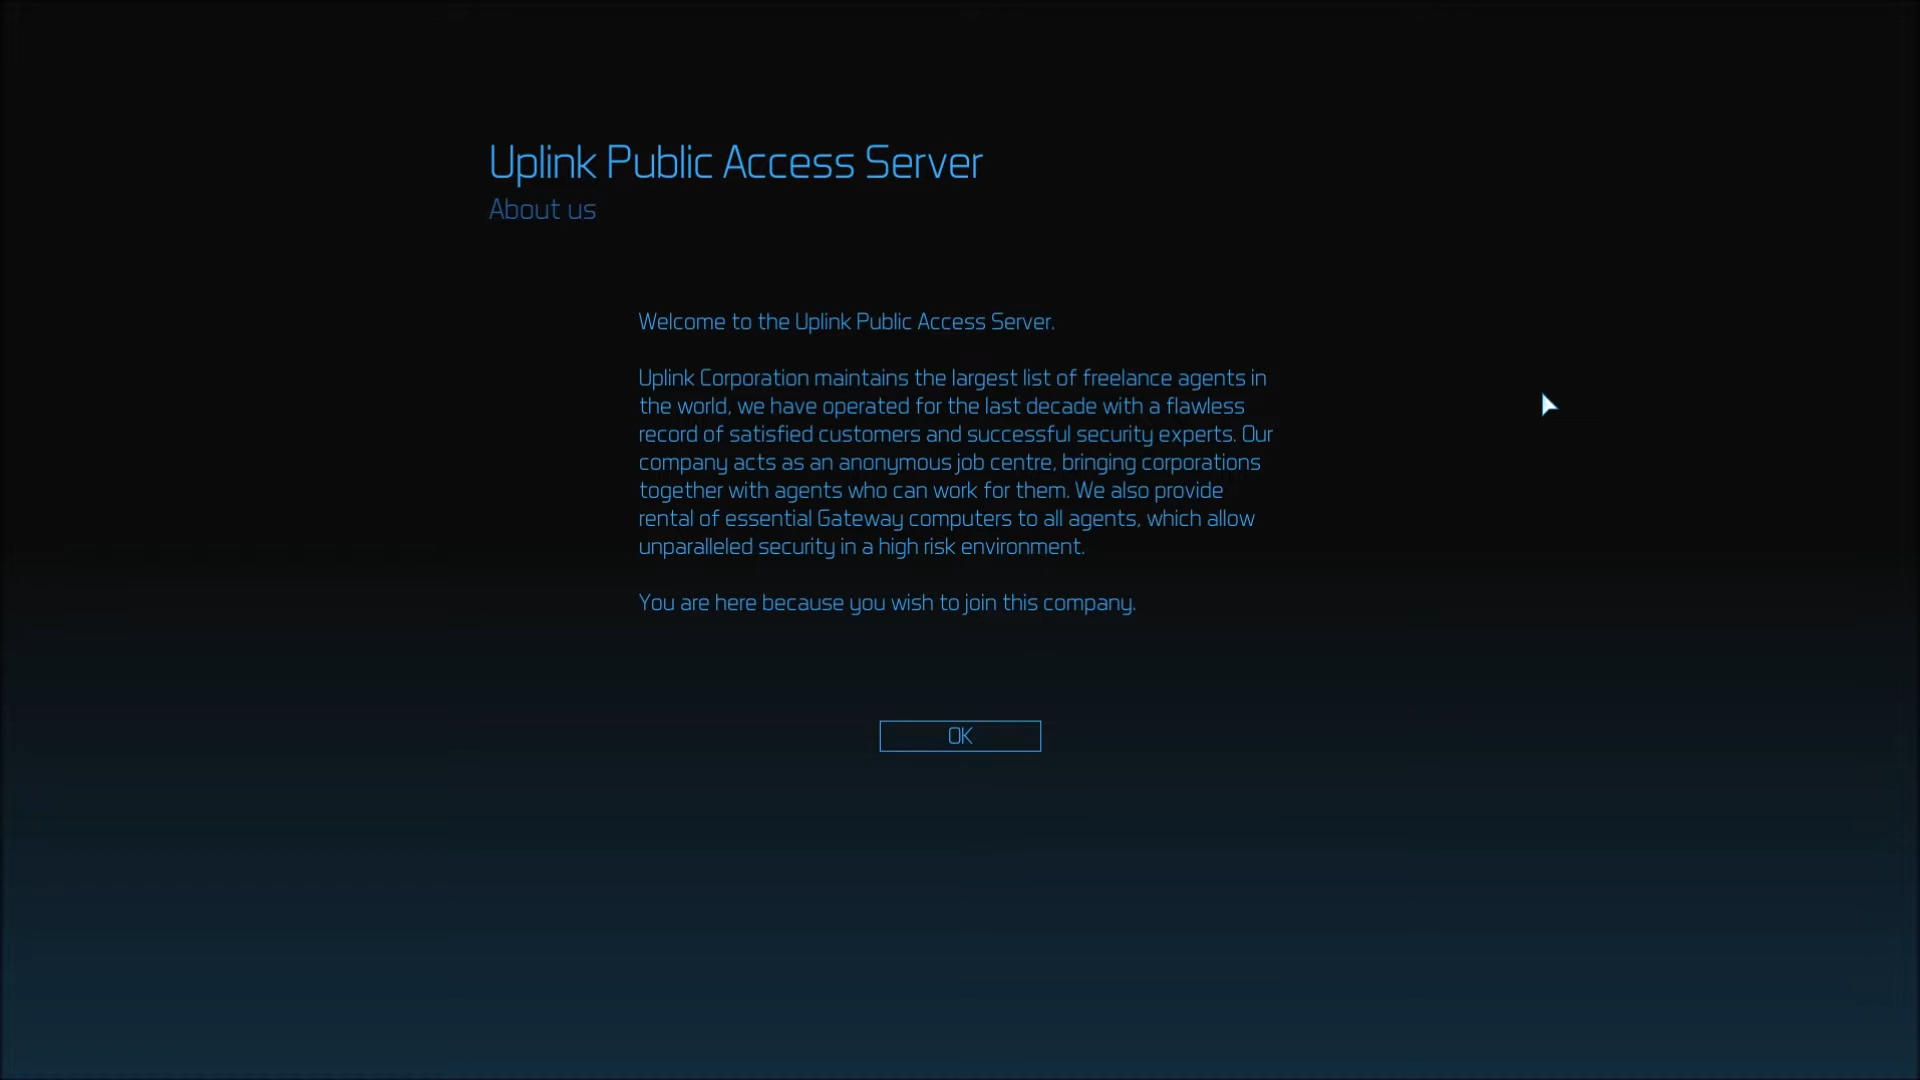 Uplink Public Access Server
About us
Welcome to the Uplink Public Access Server.
Uplink Corporation maintains the largest list of freelance agents in
the world, we have operated for the last decade with a flawless
record of satisfied customers and successful security experts. Our
company acts as an anonymous job centre, bringing corporations
together with agents who can work for them. We also provide
rental of essential Gateway computers to all agents, which allow
unparalleled security in a high risk environment.
You are here because you wish to join this company.
OK